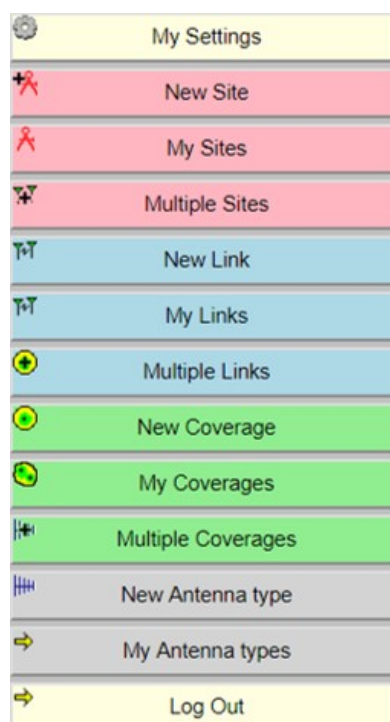 My Settings
New Site
My Sites
Multiple Sites
New Link
My Links
Multiple Links
New Coverage
My Coverages
Multiple Coverages
New Antenna type
My Antenna types
Log Out